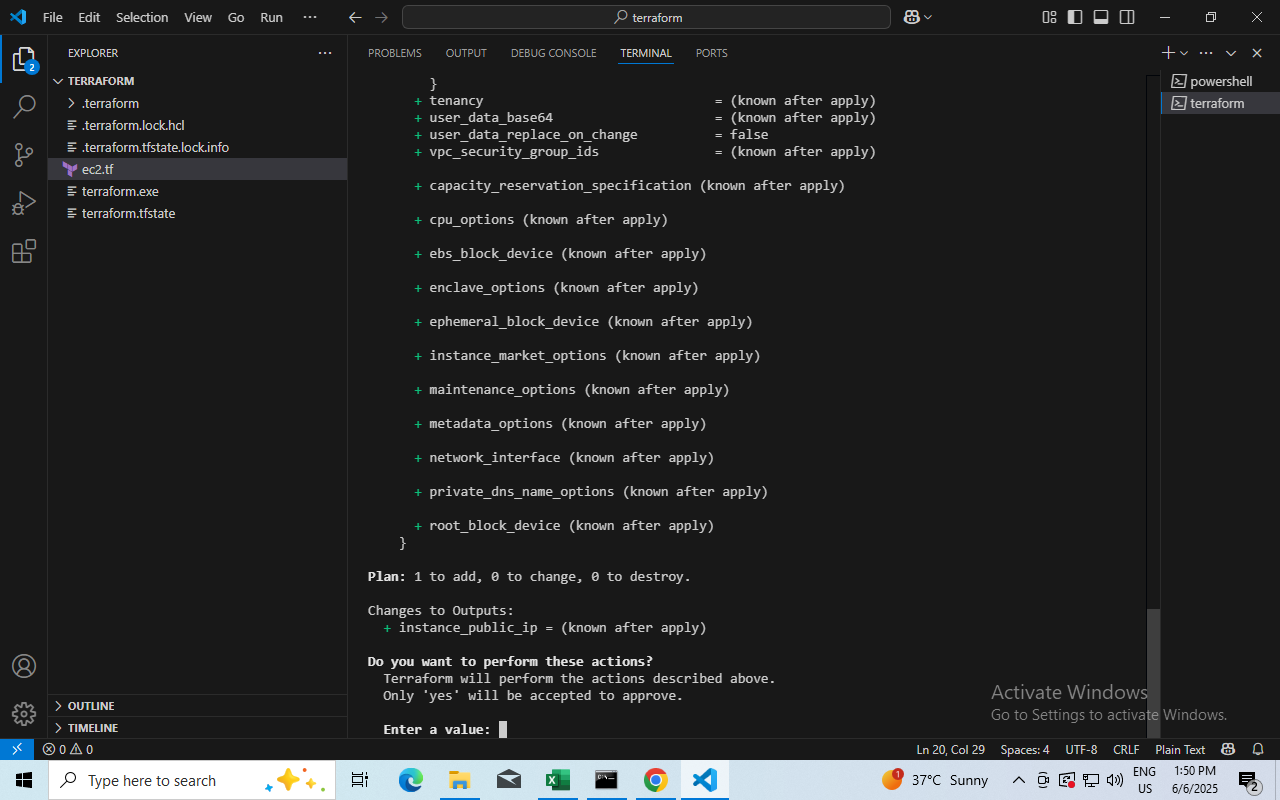 File Edit Selection View Go Run ··· terraform
EXPLORER ···
TERRAFORM
.terraform
.terraform.lock.hcl
.terraform.tfstate.lock.info
ec2.tf
terraform.exe
terraform.tfstate
OUTLINE
TIMELINE
2
PROBLEMS OUTPUT DEBUG CONSOLE TERMINAL PORTS
powershell
terraform
}
+ tenancy = (known after apply)
+ user_data_base64 = (known after apply)
+ user_data_replace_on_change = false
+ vpc_security_group_ids = (known after apply)
+ capacity_reservation_specification (known after apply)
+ cpu_options (known after apply)
+ ebs_block_device (known after apply)
+ enclave_options (known after apply)
+ ephemeral_block_device (known after apply)
+ instance_market_options (known after apply)
+ maintenance_options (known after apply)
+ metadata_options (known after apply)
+ network_interface (known after apply)
+ private_dns_name_options (known after apply)
+ root_block_device (known after apply)
}
Plan: 1 to add, 0 to change, 0 to destroy.
Changes to Outputs:
+ instance_public_ip = (known after apply)
Do you want to perform these actions?
Terraform will perform the actions described above.
Only 'yes' will be accepted to approve.
Enter a value:
Activate Windows
Go to Settings to activate Windows.
0 0 Ln 20, Col 29 Spaces: 4 UTF-8 CRLF Plain Text
Type here to search 1 37°C Sunny ENG US 1:50 PM 6/6/2025 2